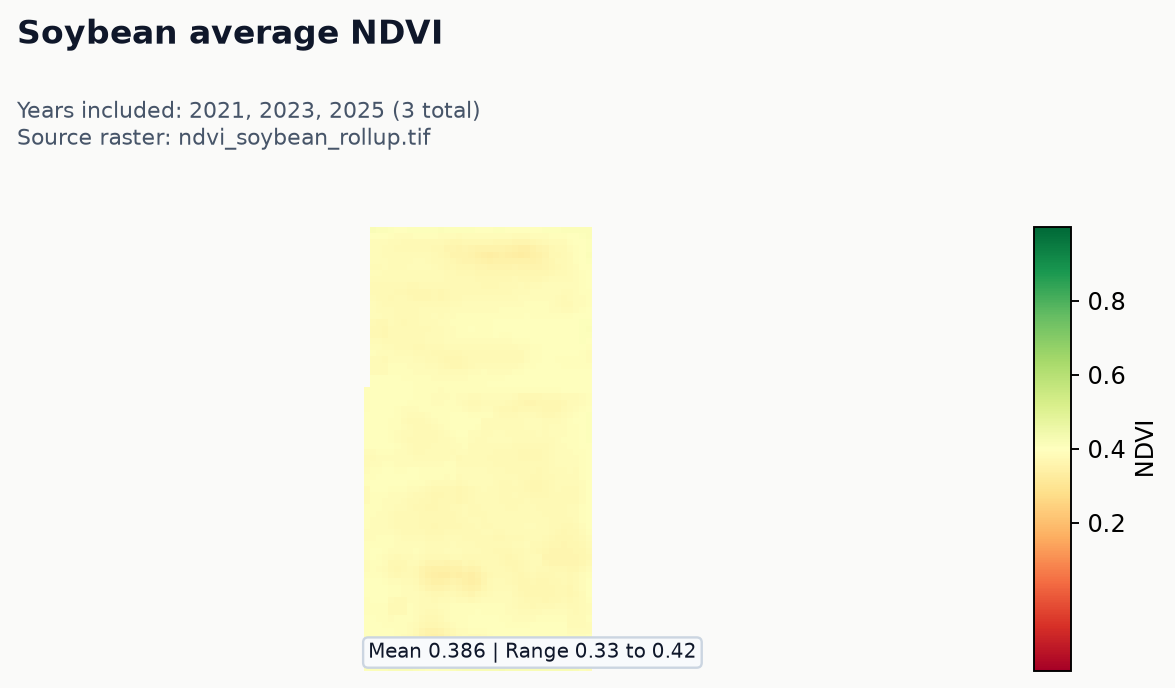 Soybean average NDVI
Years included: 2021, 2023, 2025 (3 total)
Source raster: ndvi_soybean_rollup.tif
0.8
0.6
0.4
0.2
NDVI
Mean 0.386 | Range 0.33 to 0.42